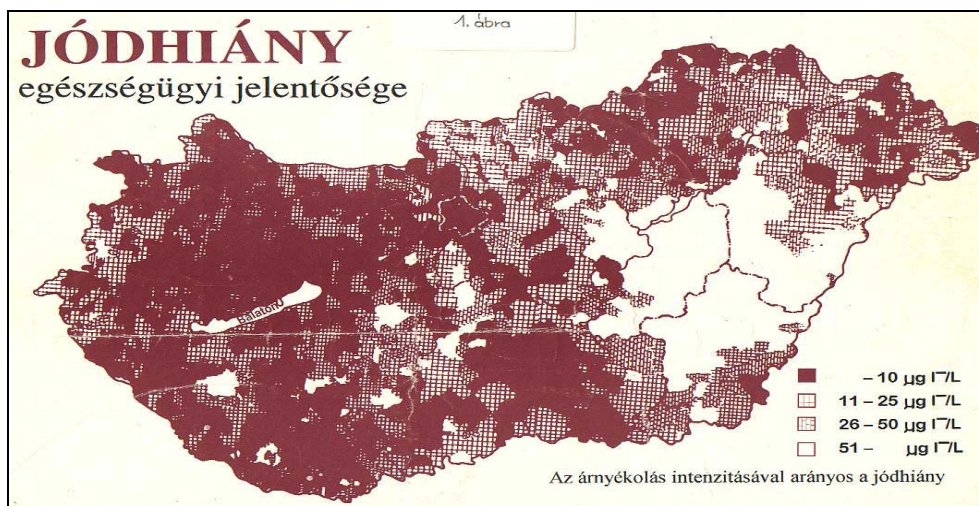 1. ábra
JÓDHIÁNY
egészségügyi jelentősége
Balaton
– 10 µg I⁻/L
11 – 25 µg I⁻/L
26 – 50 µg I⁻/L
51 – µg I⁻/L
Az árnyékolás intenzitásával arányos a jódhiány